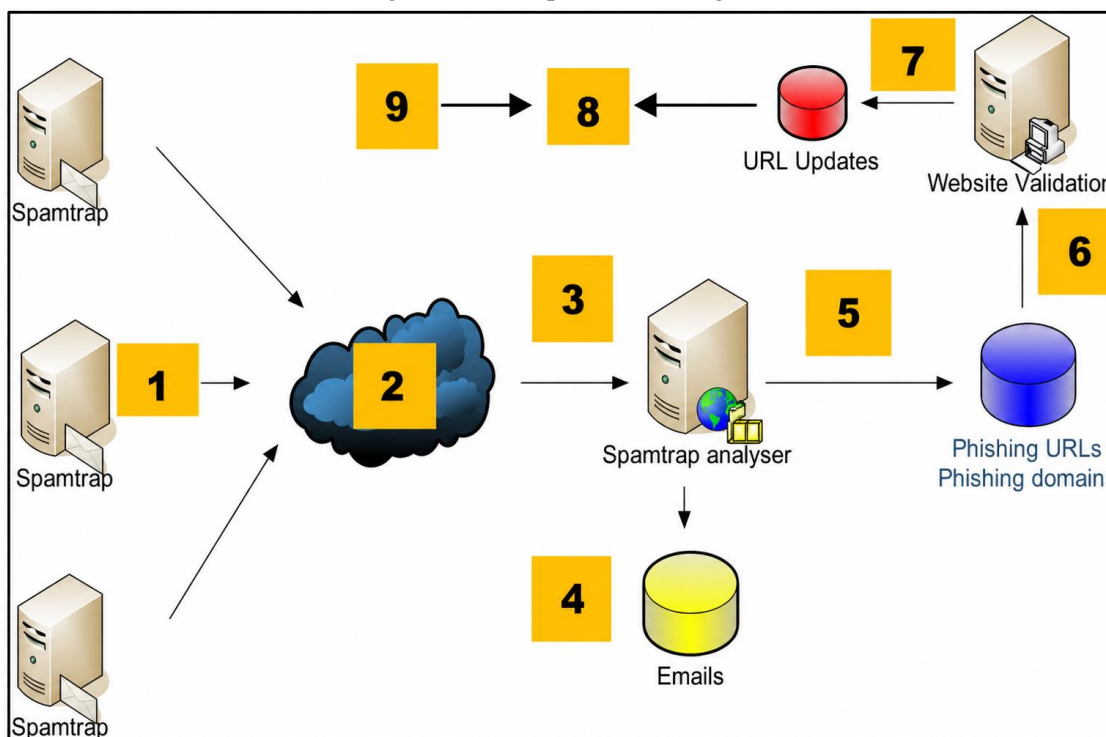 7
9
8
URL Updates
Website Validation
Spamtrap
6
3
5
1
2
Spamtrap analyser
Phishing URLs
Phishing domain
Spamtrap
4
Emails
Spamtrap